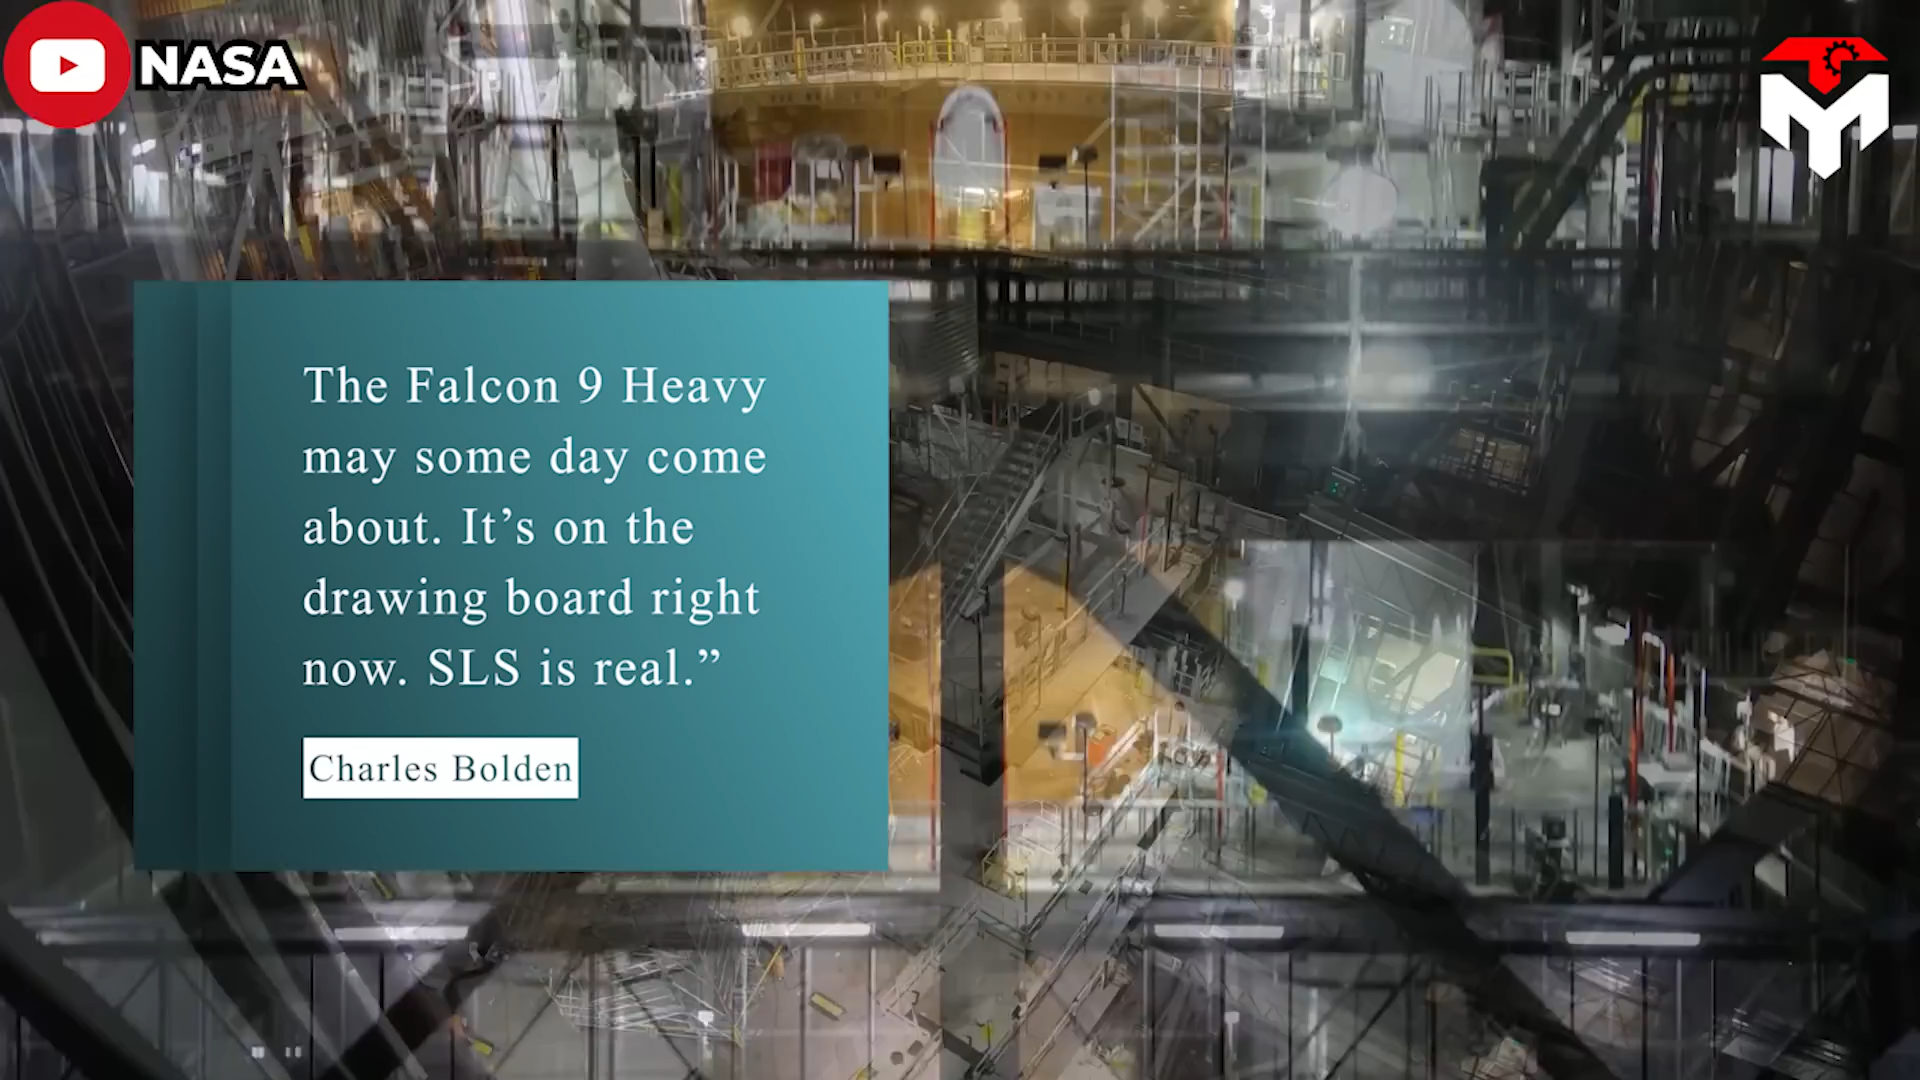 NASA
The Falcon 9 Heavy
may some day come
about. It’s on the
drawing board right
now. SLS is real.”
Charles Bolden